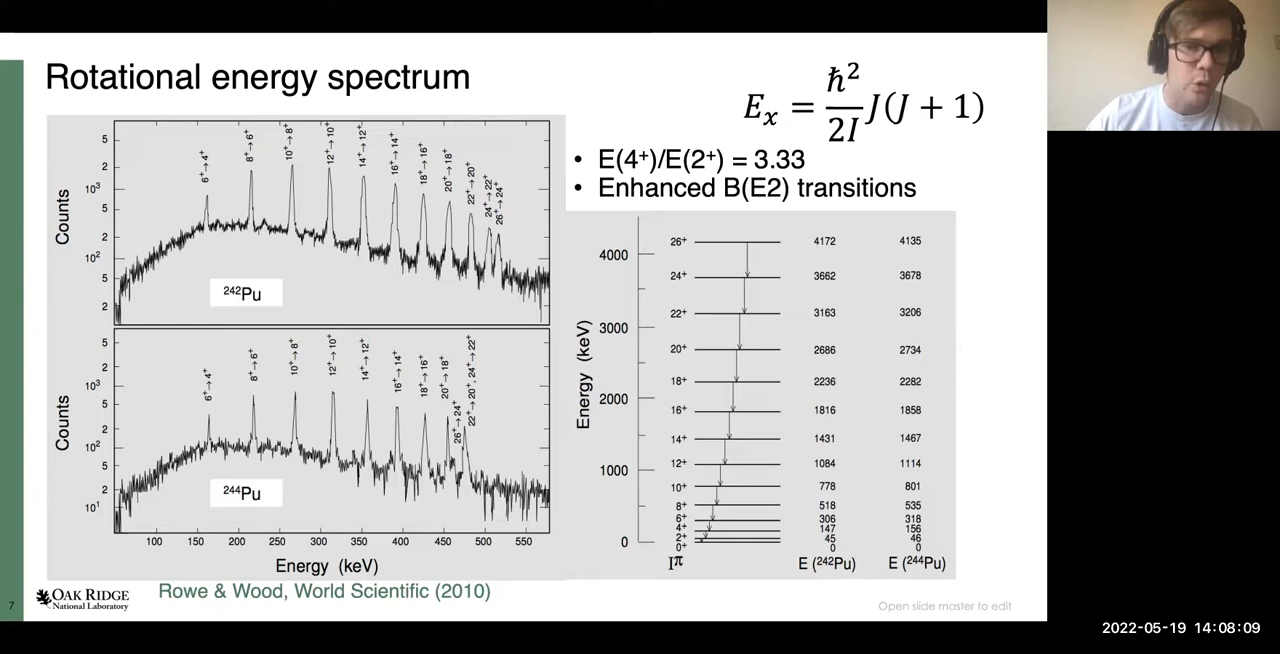 Rotational energy spectrum
Eₓ = ħ²/2I J(J + 1)
• E(4⁺)/E(2⁺) = 3.33
• Enhanced B(E2) transitions
Counts
5
2
10³
5
2
10²
5
2
6⁺→4⁺
8⁺→6⁺
10⁺→8⁺
12⁺→10⁺
14⁺→12⁺
16⁺→14⁺
18⁺→16⁺
20⁺→18⁺
22⁺→20⁺
24⁺→22⁺
26⁺→24⁺
²⁴²Pu
Counts
5
2
10³
5
2
10²
5
2
10¹
6⁺→4⁺
8⁺→6⁺
10⁺→8⁺
12⁺→10⁺
14⁺→12⁺
16⁺→14⁺
18⁺→16⁺
20⁺→18⁺
26⁺→24⁺
22⁺→20⁺, 24⁺→22⁺
²⁴⁴Pu
100 150 200 250 300 350 400 450 500 550
Energy (keV)
Energy (keV)
4000
3000
2000
1000
0
26⁺ 4172 4135
24⁺ 3662 3678
22⁺ 3163 3206
20⁺ 2686 2734
18⁺ 2236 2282
16⁺ 1816 1858
14⁺ 1431 1467
12⁺ 1084 1114
10⁺ 778 801
8⁺ 518 535
6⁺ 306 318
4⁺ 147 156
2⁺ 45 46
0⁺ 0 0
Iπ E (²⁴²Pu) E (²⁴⁴Pu)
7
OAK RIDGE
National Laboratory
Rowe & Wood, World Scientific (2010)
Open slide master to edit
2022-05-19 14:08:09